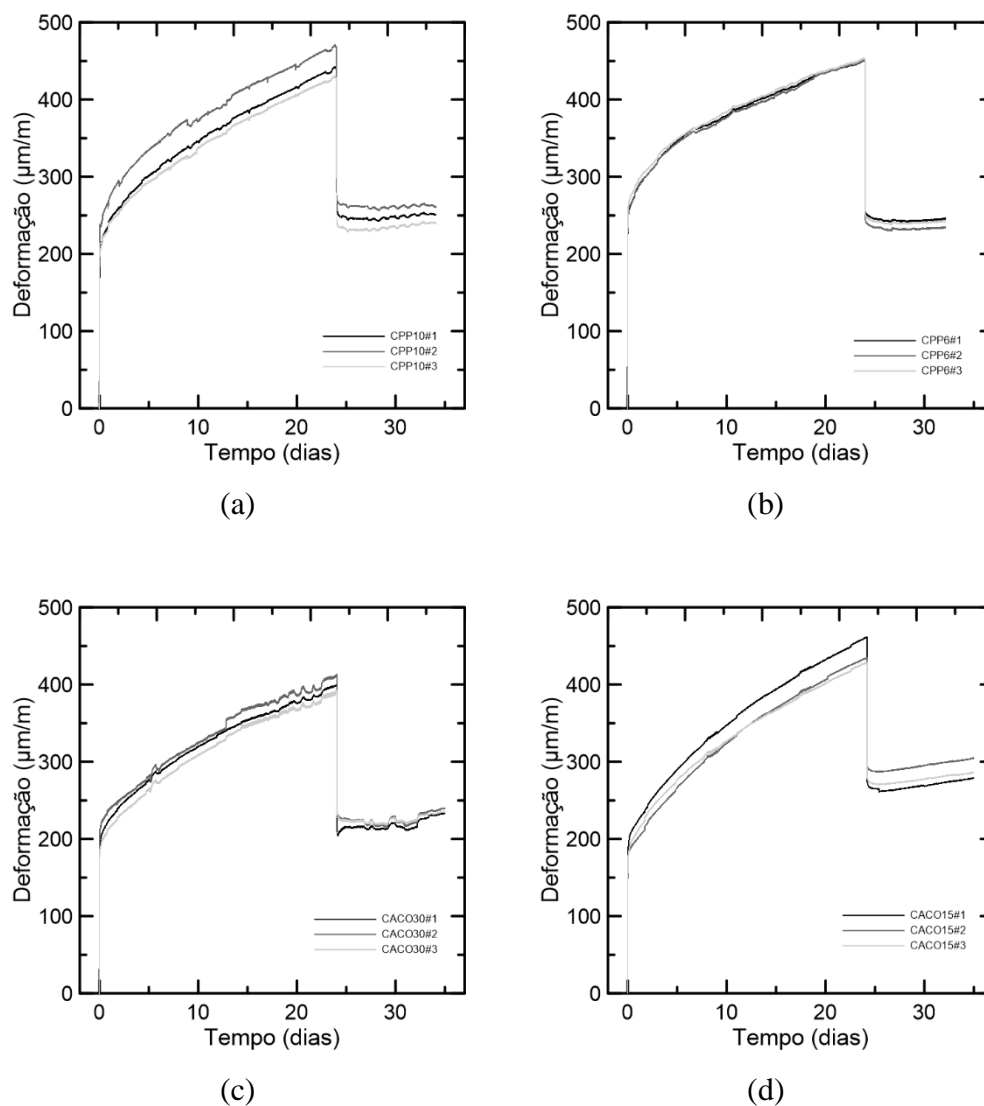 500
400
300
200
100
0
Deformação (µm/m)
0 10 20 30
Tempo (dias)
CPP10#1
CPP10#2
CPP10#3
(a)
500
400
300
200
100
0
Deformação (µm/m)
0 10 20 30
Tempo (dias)
CPP6#1
CPP6#2
CPP6#3
(b)
500
400
300
200
100
0
Deformação (µm/m)
0 10 20 30
Tempo (dias)
CACO30#1
CACO30#2
CACO30#3
(c)
500
400
300
200
100
0
Deformação (µm/m)
0 10 20 30
Tempo (dias)
CACO15#1
CACO15#2
CACO15#3
(d)